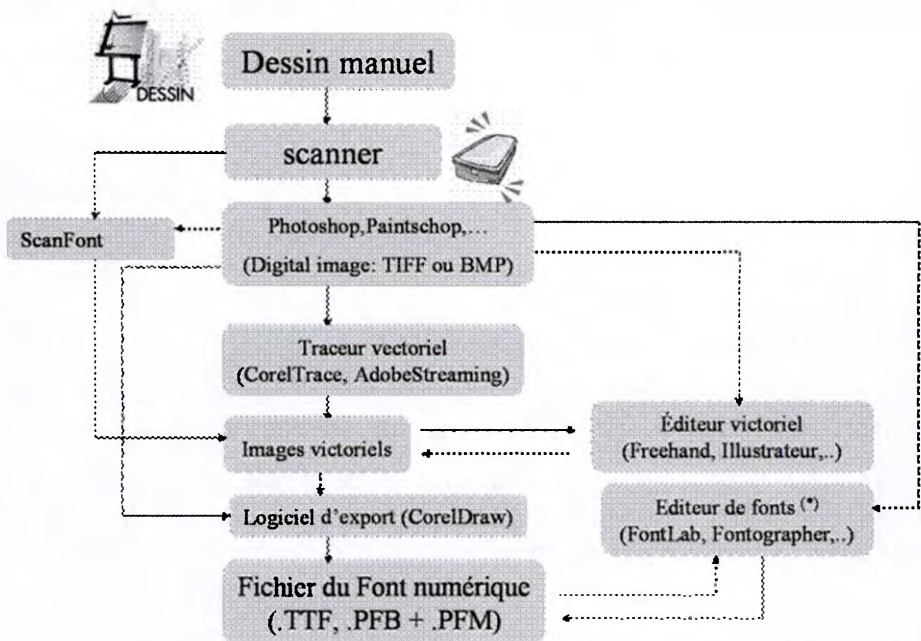 DESSIN
Dessin manuel
scanner
ScanFont
Photoshop,Paintschop,...
(Digital image: TIFF ou BMP)
Traceur vectoriel
(CorelTrace, AdobeStreaming)
Images victoriels
Éditeur victoriel
(Freehand, Illustrateur,..)
Logiciel d'export (CorelDraw)
Editeur de fonts (*)
(FontLab, Fontographer,..)
Fichier du Font numérique
(.TTF, .PFB + .PFM)